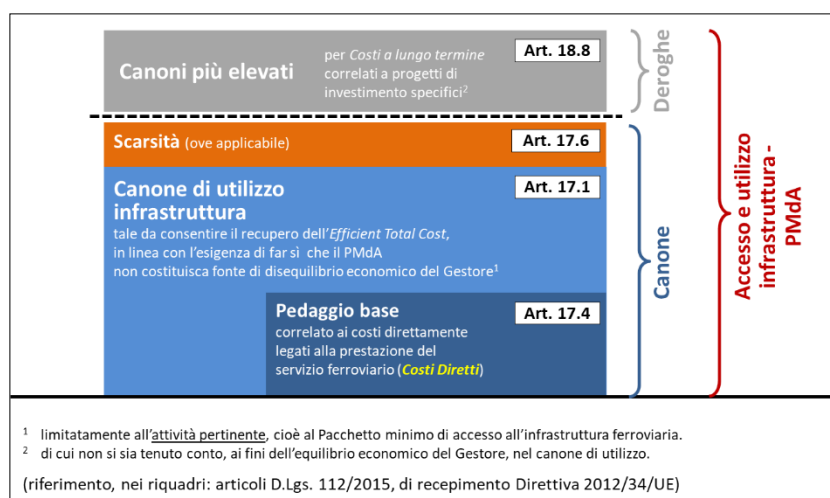 Canoni più elevati
per Costi a lungo termine
correlati a progetti di
investimento specifici²
Art. 18.8
Deroghe
Scarsità (ove applicabile)
Art. 17.6
Canone di utilizzo
infrastruttura
Art. 17.1
tale da consentire il recupero dell'Efficient Total Cost,
in linea con l'esigenza di far sì che il PMdA
non costituisca fonte di disequilibrio economico del Gestore¹
Pedaggio base
Art. 17.4
correlato ai costi direttamente
legati alla prestazione del
servizio ferroviario (Costi Diretti)
Canone
Accesso e utilizzo
infrastruttura -
PMdA
¹ limitatamente all'attività pertinente, cioè al Pacchetto minimo di accesso all'infrastruttura ferroviaria.
² di cui non si sia tenuto conto, ai fini dell'equilibrio economico del Gestore, nel canone di utilizzo.
(riferimento, nei riquadri: articoli D.Lgs. 112/2015, di recepimento Direttiva 2012/34/UE)